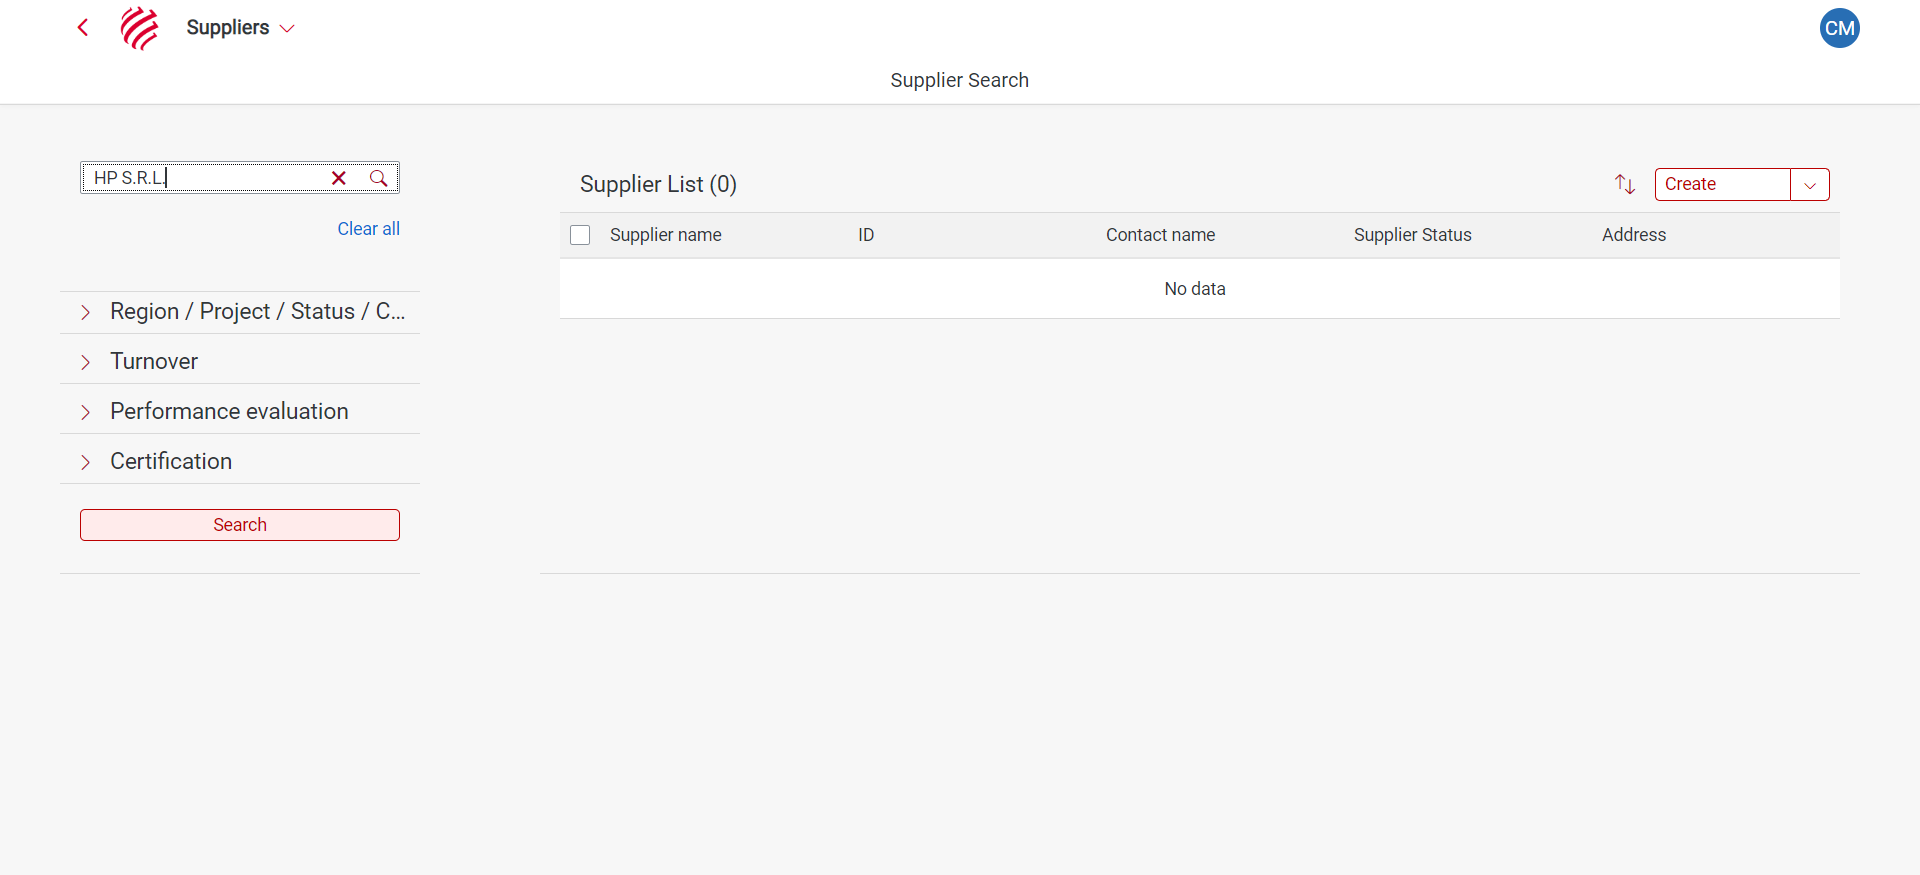 Suppliers
CM
Supplier Search
HP S.R.L.
Clear all
Region / Project / Status / C...
Turnover
Performance evaluation
Certification
Search
Supplier List (0)
Create
Supplier name ID Contact name Supplier Status Address
No data